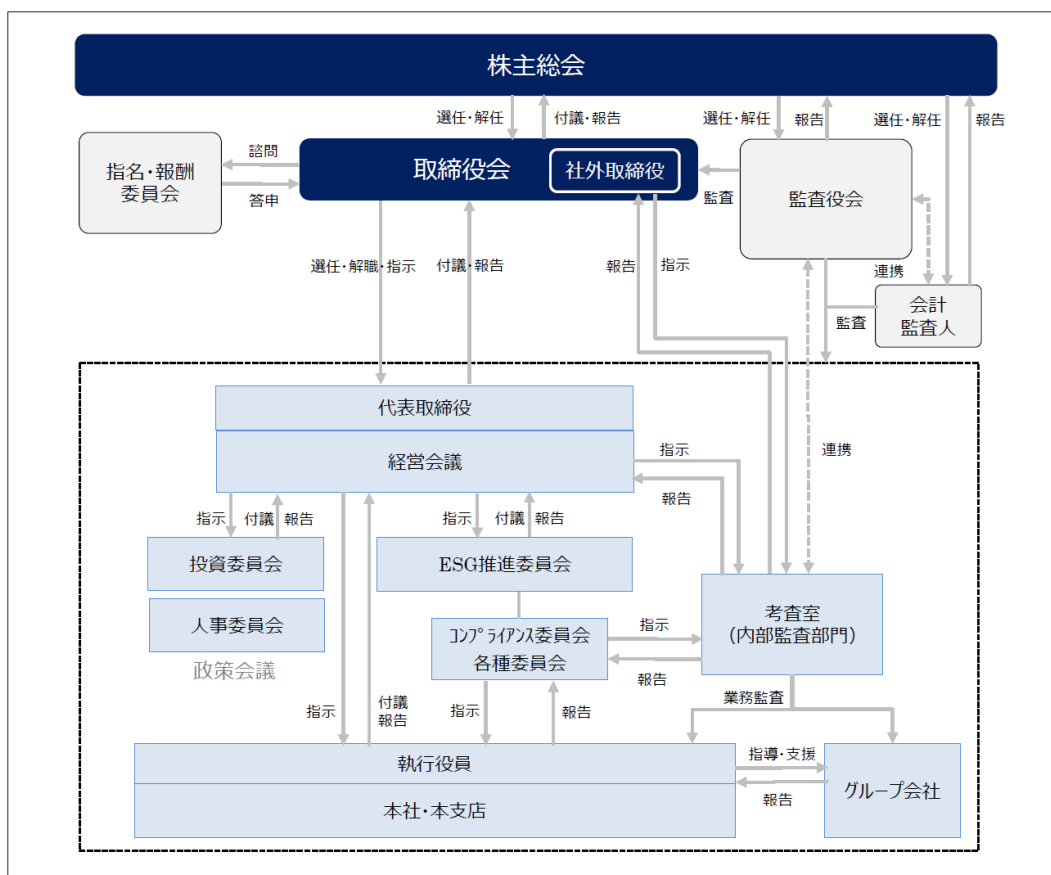 株主総会
選任・解任
付議・報告
選任・解任
報告
選任・解任
報告
指名・報酬
委員会
諮問
答申
取締役会
社外取締役
監査
監査役会
選任・解職・指示
付議・報告
報告
指示
連携
会計
監査人
監査
代表取締役
経営会議
指示
報告
連携
指示
付議
報告
指示
付議
報告
投資委員会
ESG推進委員会
人事委員会
政策会議
ｺﾝﾌﾟﾗｲｱﾝｽ委員会
各種委員会
指示
報告
考査室
（内部監査部門）
指示
付議
報告
指示
報告
業務監査
執行役員
本社・本支店
指導・支援
報告
グループ会社